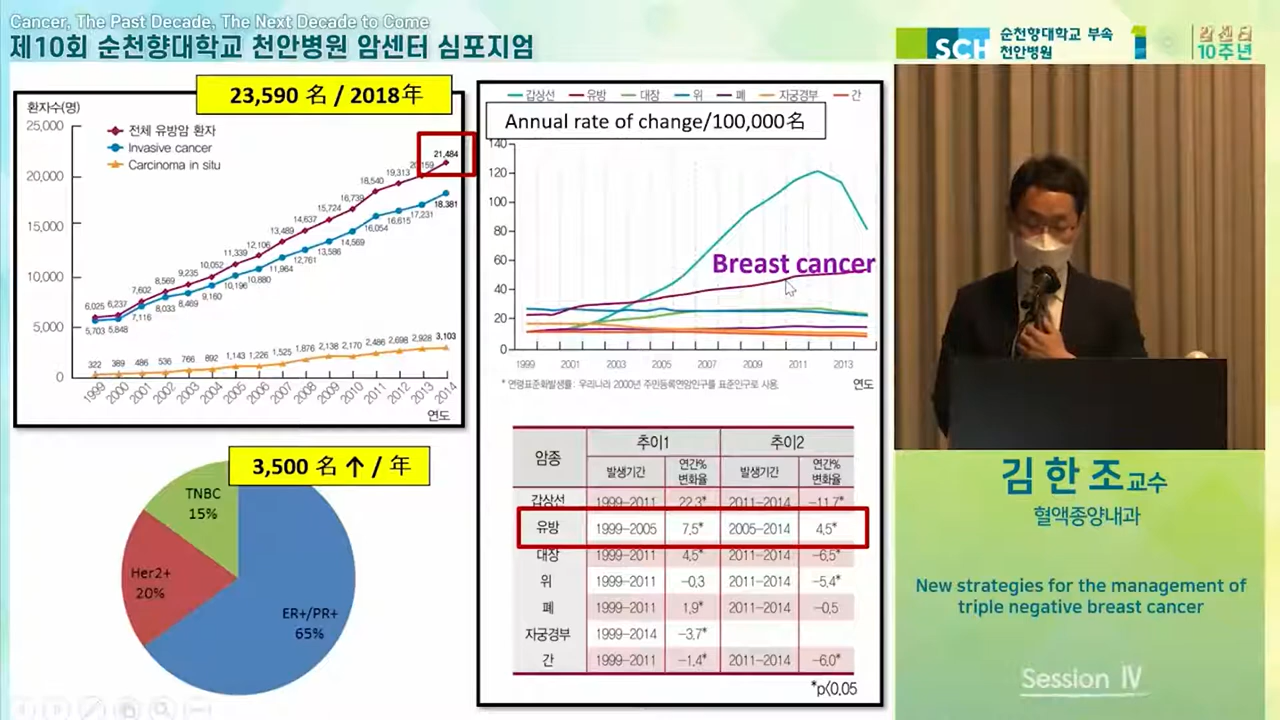 Cancer, The Past Decade, The Next Decade to Come
제10회 순천향대학교 천안병원 암센터 심포지엄
SCH 순천향대학교 부속
천안병원
암센터
10주년
23,590 名 / 2018年
환자수(명)
25,000
20,000
15,000
10,000
5,000
0
전체 유방암 환자
Invasive cancer
Carcinoma in situ
6,025 6,237 7,602 8,569 9,235 10,052 11,339 12,106 13,489 14,637 15,724 16,739 18,540 19,313 21,484
5,703 5,848 7,116 8,033 8,469 9,160 10,196 10,880 11,964 12,761 13,586 14,569 16,054 16,615 17,231 18,381
322 389 486 536 766 892 1,143 1,226 1,525 1,876 2,138 2,170 2,486 2,698 2,928 3,103
1999 2000 2001 2002 2003 2004 2005 2006 2007 2008 2009 2010 2011 2012 2013 2014
연도
갑상선 유방 대장 위 폐 자궁경부 간
Annual rate of change/100,000名
140
120
100
80
60
40
20
0
Breast cancer
1999 2001 2003 2005 2007 2009 2011 2013
* 연령표준화발생률: 우리나라 2000년 주민등록연앙인구를 표준인구로 사용
연도
3,500 名 ↑ / 年
TNBC
15%
Her2+
20%
ER+/PR+
65%
암종 추이1 추이2
발생기간 연간% 변화율 발생기간 연간% 변화율
갑상선 1999-2011 22.3* 2011-2014 -11.7*
유방 1999-2005 7.5* 2005-2014 4.5*
대장 1999-2011 4.5* 2011-2014 -6.5*
위 1999-2011 -0.3 2011-2014 -5.4*
폐 1999-2011 1.9* 2011-2014 -0.5
자궁경부 1999-2014 -3.7*
간 1999-2011 -1.4* 2011-2014 -6.0*
*p<0.05
김한조교수
혈액종양내과
New strategies for the management of
triple negative breast cancer
Session Ⅳ